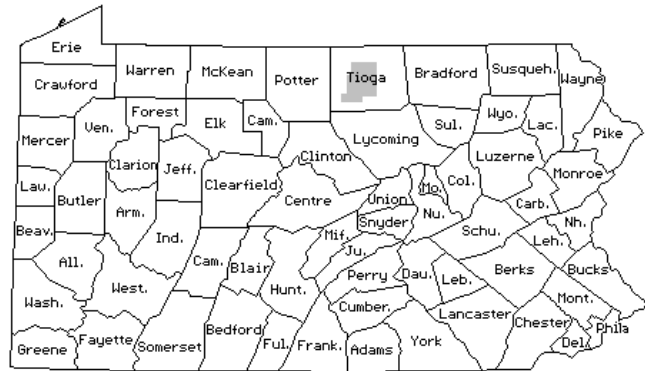 Erie
Warren
McKean
Potter
Tioga
Bradford
Susqueh.
Wayne
Crawford
Forest
Elk
Cam.
Sul.
Wyo.
Lac.
Pike
Mercer
Ven.
Clarion
Jeff.
Clearfield
Clinton
Lycoming
Luzerne
Monroe
Law.
Butler
Arm.
Centre
Union
Mo.
Col.
Carb.
Snyder
Nu.
Schu.
Nh.
Beav.
Ind.
Mif.
Ju.
Leh.
All.
West.
Cam.
Blair
Hunt.
Perry
Dau.
Leb.
Berks
Bucks
Wash.
Cumber.
Lancaster
Mont.
Greene
Fayette
Somerset
Bedford
Ful.
Frank.
Adams
York
Chester
Del.
Phila